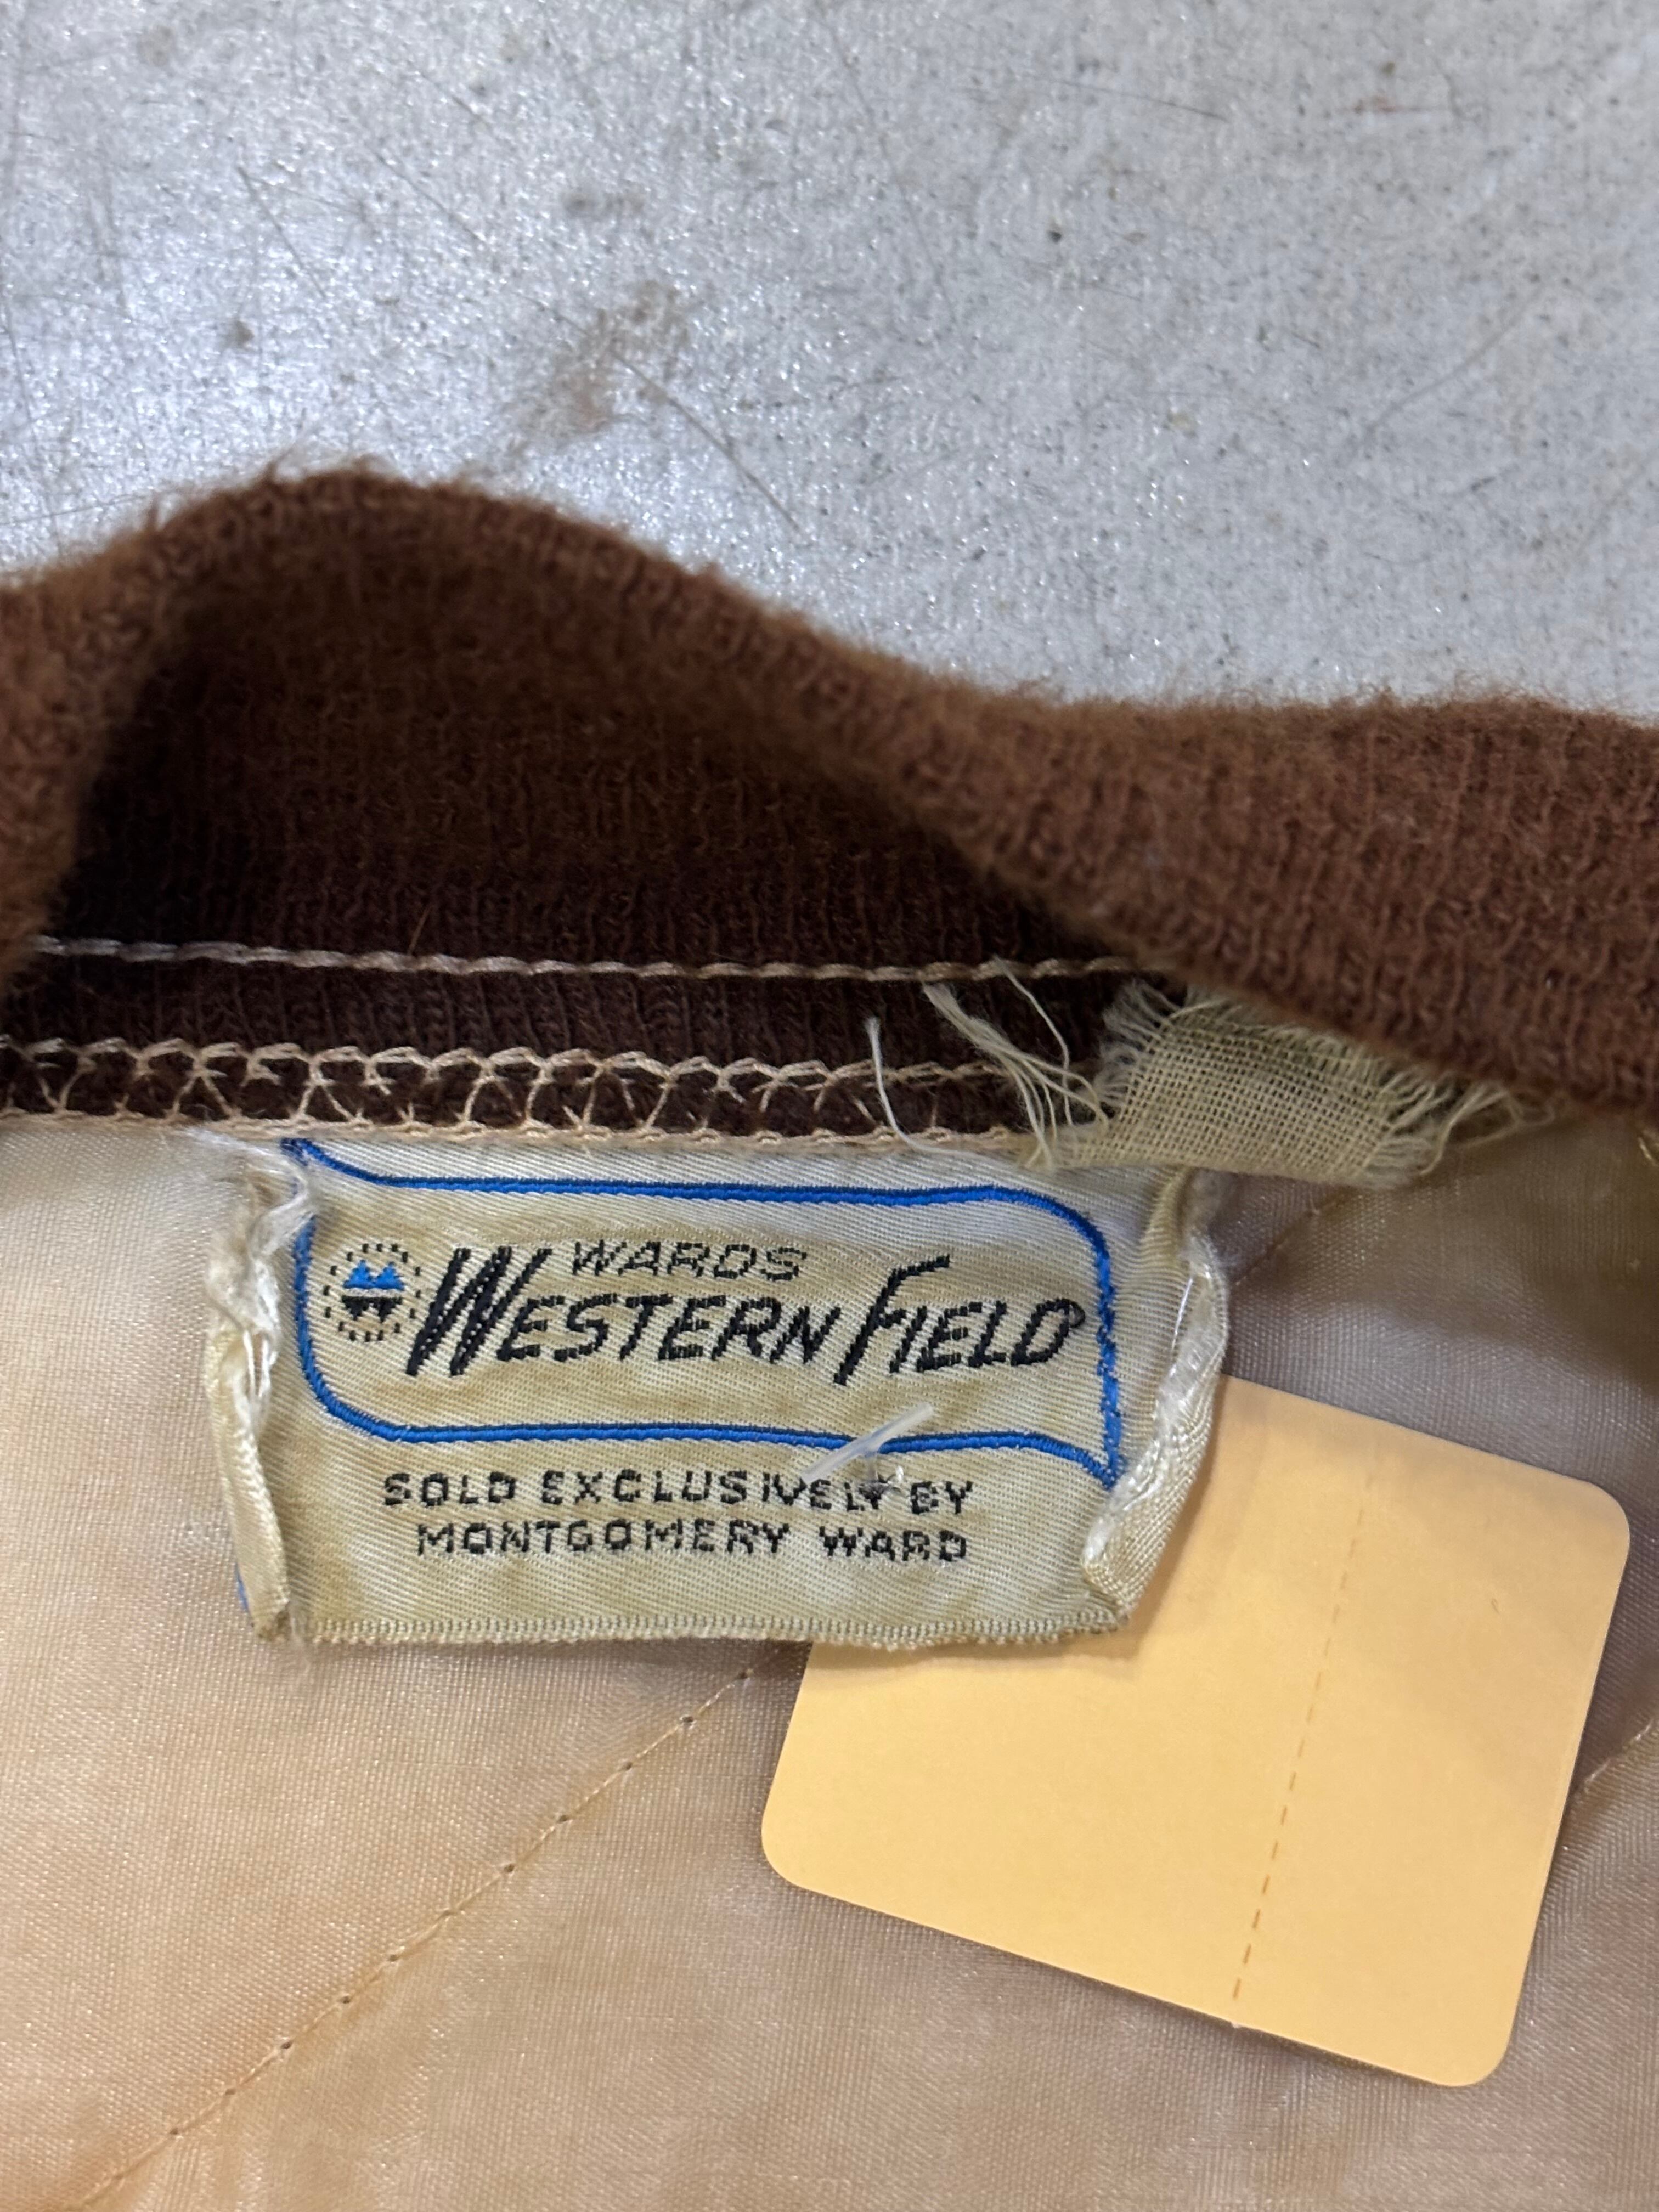 WARDS
WESTERN FIELD®
SOLD EXCLUSIVELY BY
MONTGOMERY WARD